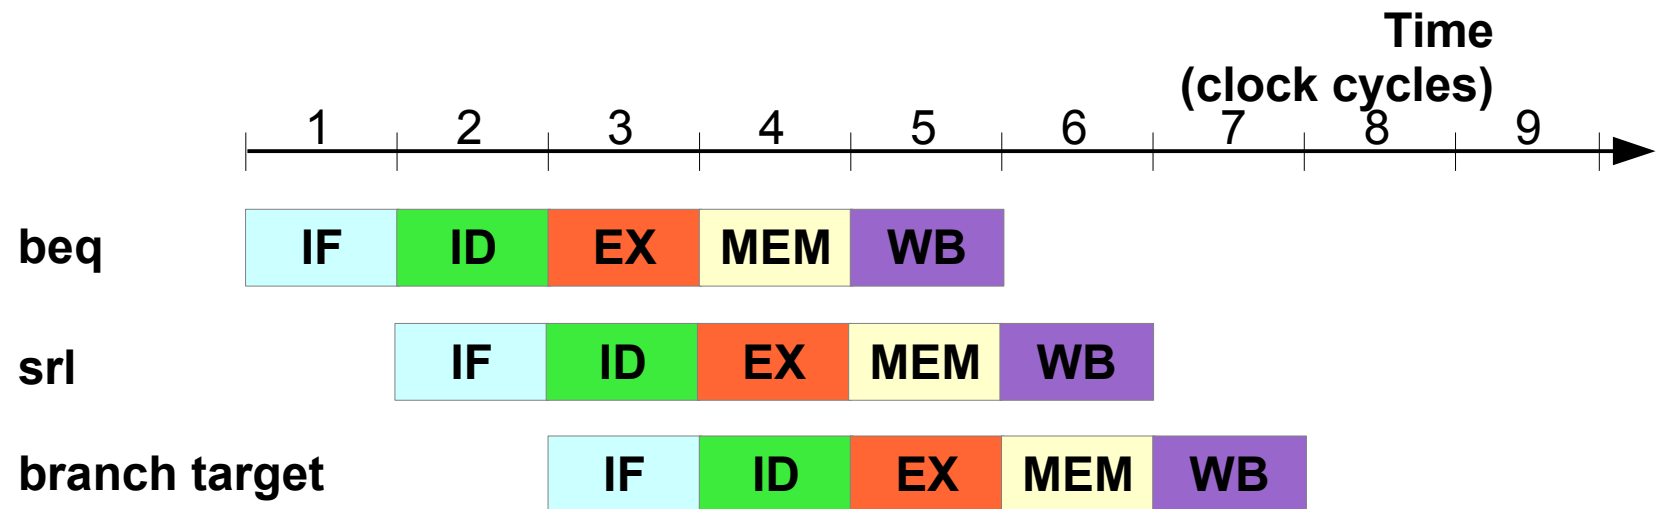 Time
(clock cycles)
1 2 3 4 5 6 7 8 9
beq IF ID EX MEM WB
srl IF ID EX MEM WB
branch target IF ID EX MEM WB